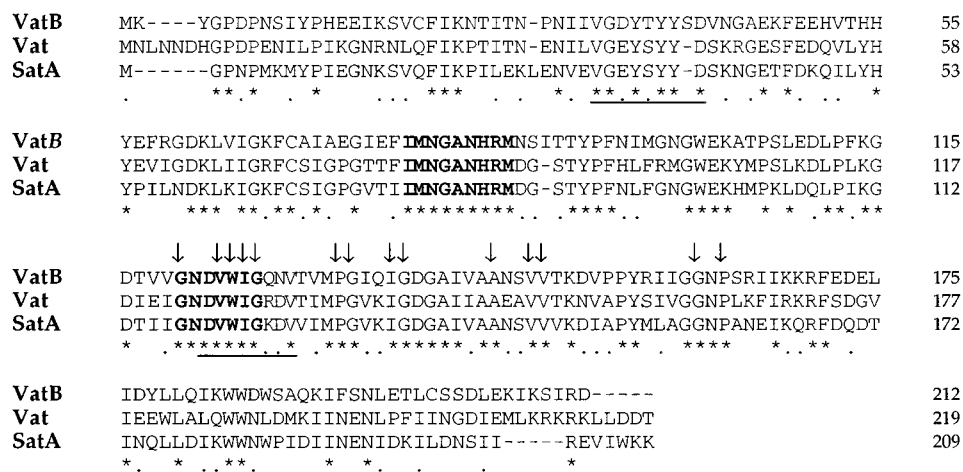 VatB MK----YGPDPNSIYPHEEIKSVCFIKNTITN-PNIIVGDYTYYSDVNGAEKFEEHVTHH 55
Vat MNLNNDHGPDPENILPIKGNRNLQFIKPTITN-ENILVGEYSYY-DSKRGESFEDQVLYH 58
SatA M------GPNPMKMYPIEGNKSVQFIKPILEKLENVEVGEYSYY-DSKNGETFDKQILYH 53
VatB YEFRGDKLVIGKFCAIAEGIEFIMNGANHRMNSITTYPFNIMGNGWEKATPSLEDLPFKG 115
Vat YEVIGDKLIIGRFCSIGPGTTFIMNGANHRMDG-STYPFHLFRMGWEKYMPSLKDLPLKG 117
SatA YPILNDKLKIGKFCSIGPGVTIIMNGANHRMDG-STYPFNLFGNGWEKHMPKLDQLPIKG 112
↓ ↓↓↓↓ ↓↓ ↓↓ ↓ ↓↓ ↓ ↓
VatB DTVVGNDVWIGQNVTVMPGIQIGDGAIVAANSVVTKDVPPYRIIGGNPSRIIKKRFEDEL 175
Vat DIEIGNDVWIGRDVTIMPGVKIGDGAIIAAEAVVTKNVAPYSIVGGNPLKFIRKRFSDGV 177
SatA DTIIGNDVWIGKDVVIMPGVKIGDGAIVAANSVVVKDIAPYMLAGGNPANEIKQRFDQDT 172
VatB IDYLLQIKWWDWSAQKIFSNLETLCSSDLEKIKSIRD----- 212
Vat IEEWLALQWWNLDMKIINENLPFIINGDIEMLKRKRKLLDDT 219
SatA INQLLDIKWWNWPIDIINENIDKILDNSII-----REVIWKK 209